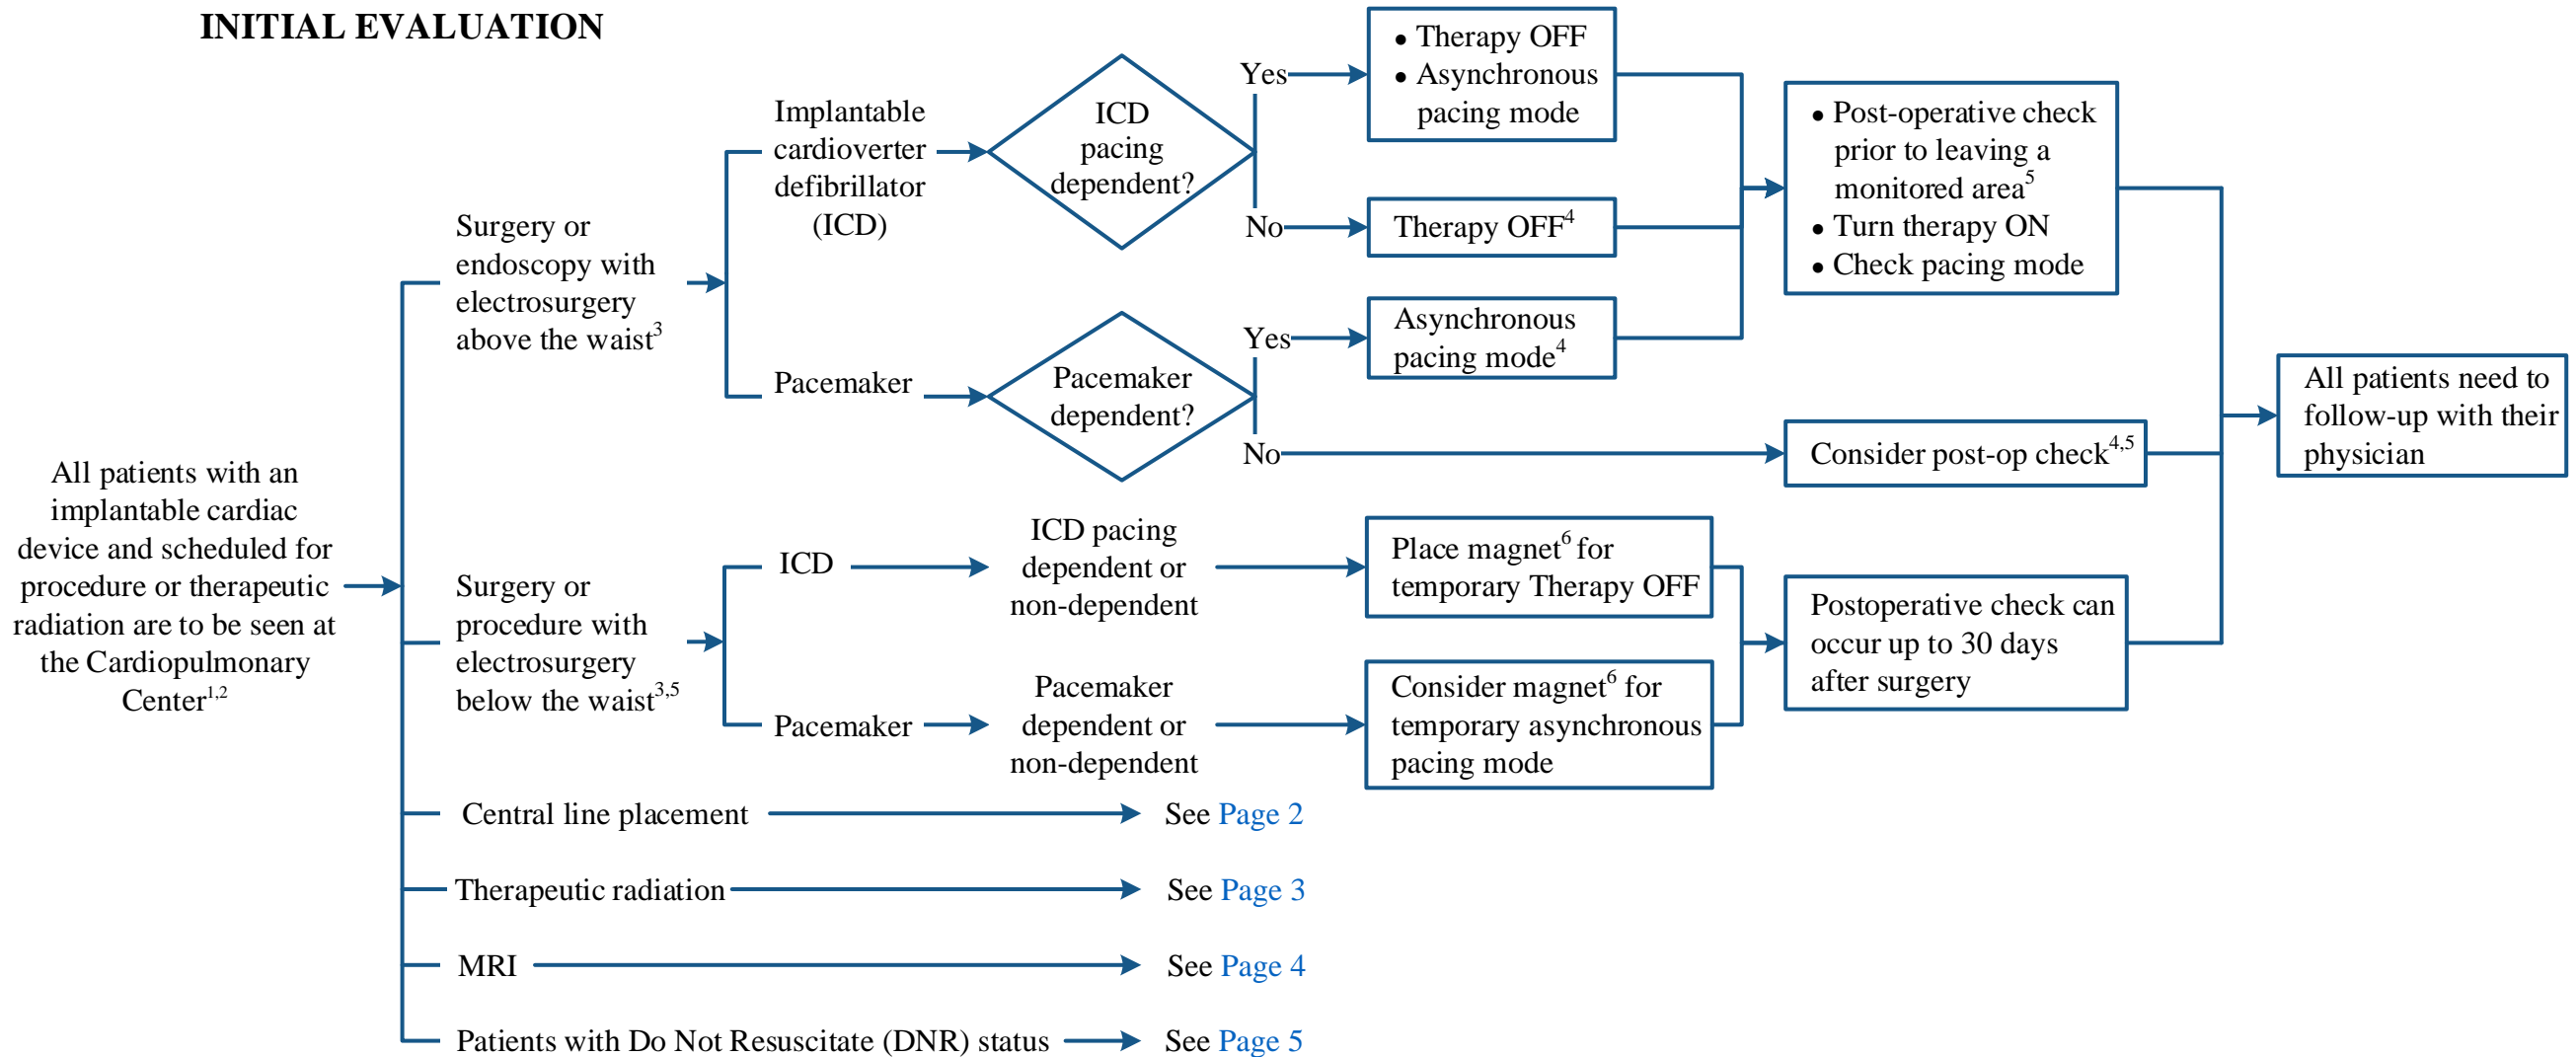 INITIAL EVALUATION
All patients with an
implantable cardiac
device and scheduled for
procedure or therapeutic
radiation are to be seen at
the Cardiopulmonary
Center1,2
Surgery or
endoscopy with
electrosurgery
above the waist3
Implantable
cardioverter
defibrillator
(ICD)
ICD
pacing
dependent?
Yes
• Therapy OFF
• Asynchronous
pacing mode
No
Therapy OFF4
Pacemaker
Pacemaker
dependent?
Yes
Asynchronous
pacing mode4
No
• Post-operative check
prior to leaving a
monitored area5
• Turn therapy ON
• Check pacing mode
Consider post-op check4,5
All patients need to
follow-up with their
physician
Surgery or
procedure with
electrosurgery
below the waist3,5
ICD
ICD pacing
dependent or
non-dependent
Place magnet6 for
temporary Therapy OFF
Pacemaker
Pacemaker
dependent or
non-dependent
Consider magnet6 for
temporary asynchronous
pacing mode
Postoperative check can
occur up to 30 days
after surgery
Central line placement
See Page 2
Therapeutic radiation
See Page 3
MRI
See Page 4
Patients with Do Not Resuscitate (DNR) status
See Page 5